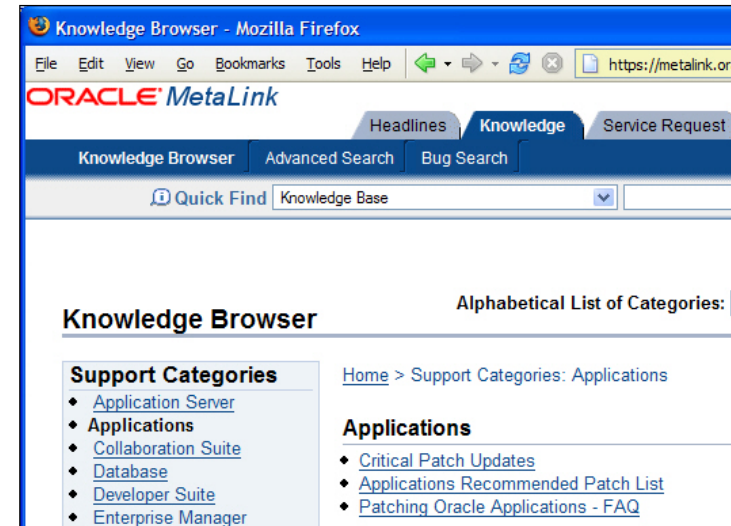 Knowledge Browser - Mozilla Firefox
File Edit View Go Bookmarks Tools Help https://metalink.or
ORACLE MetaLink
Headlines Knowledge Service Request
Knowledge Browser Advanced Search Bug Search
Quick Find Knowledge Base
Alphabetical List of Categories:
Knowledge Browser
Support Categories
Application Server
Applications
Collaboration Suite
Database
Developer Suite
Enterprise Manager
Home > Support Categories: Applications
Applications
Critical Patch Updates
Applications Recommended Patch List
Patching Oracle Applications - FAQ